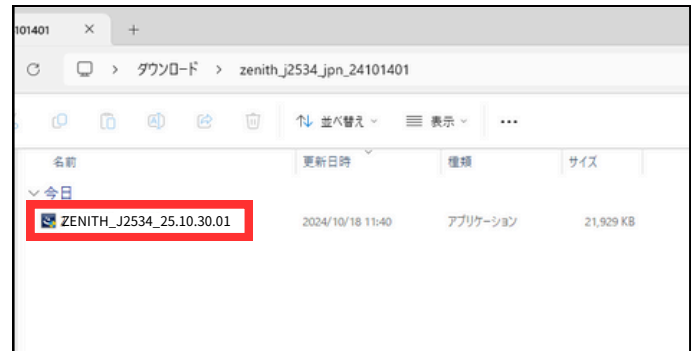 101401
ダウンロード > zenith_j2534_jpn_24101401
並べ替え 表示
名前 更新日時 種類 サイズ
今日
ZENITH_J2534_25.10.30.01 2024/10/18 11:40 アプリケーション 21,929 KB